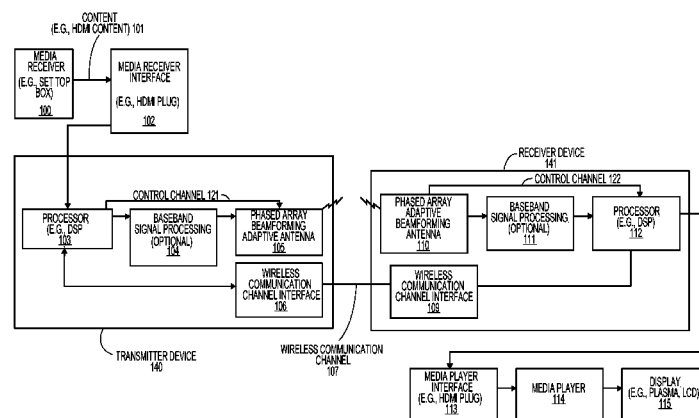 CONTENT
(E.G., HDMI CONTENT) 101
MEDIA
RECEIVER
(E.G., SET TOP
BOX)
100
MEDIA RECEIVER
INTERFACE
(E.G., HDMI PLUG)
102
RECEIVER DEVICE
141
CONTROL CHANNEL 121
PROCESSOR
(E.G., DSP
103
BASEBAND
SIGNAL PROCESSING
(OPTIONAL)
104
PHASED ARRAY
BEAMFORMING
ADAPTIVE ANTENNA
105
WIRELESS
COMMUNICATION
CHANNEL INTERFACE
106
TRANSMITTER DEVICE
140
WIRELESS COMMUNICATION
CHANNEL
107
CONTROL CHANNEL 122
PHASED ARRAY
ADAPTIVE
BEAMFORMING
ANTENNA
110
BASEBAND
SIGNAL PROCESSING
(OPTIONAL)
111
PROCESSOR
(E.G., DSP)
112
WIRELESS
COMMUNICATION
CHANNEL INTERFACE
109
MEDIA PLAYER
INTERFACE
(E.G., HDMI PLUG)
113
MEDIA PLAYER
114
DISPLAY
(E.G., PLASMA, LCD)
115